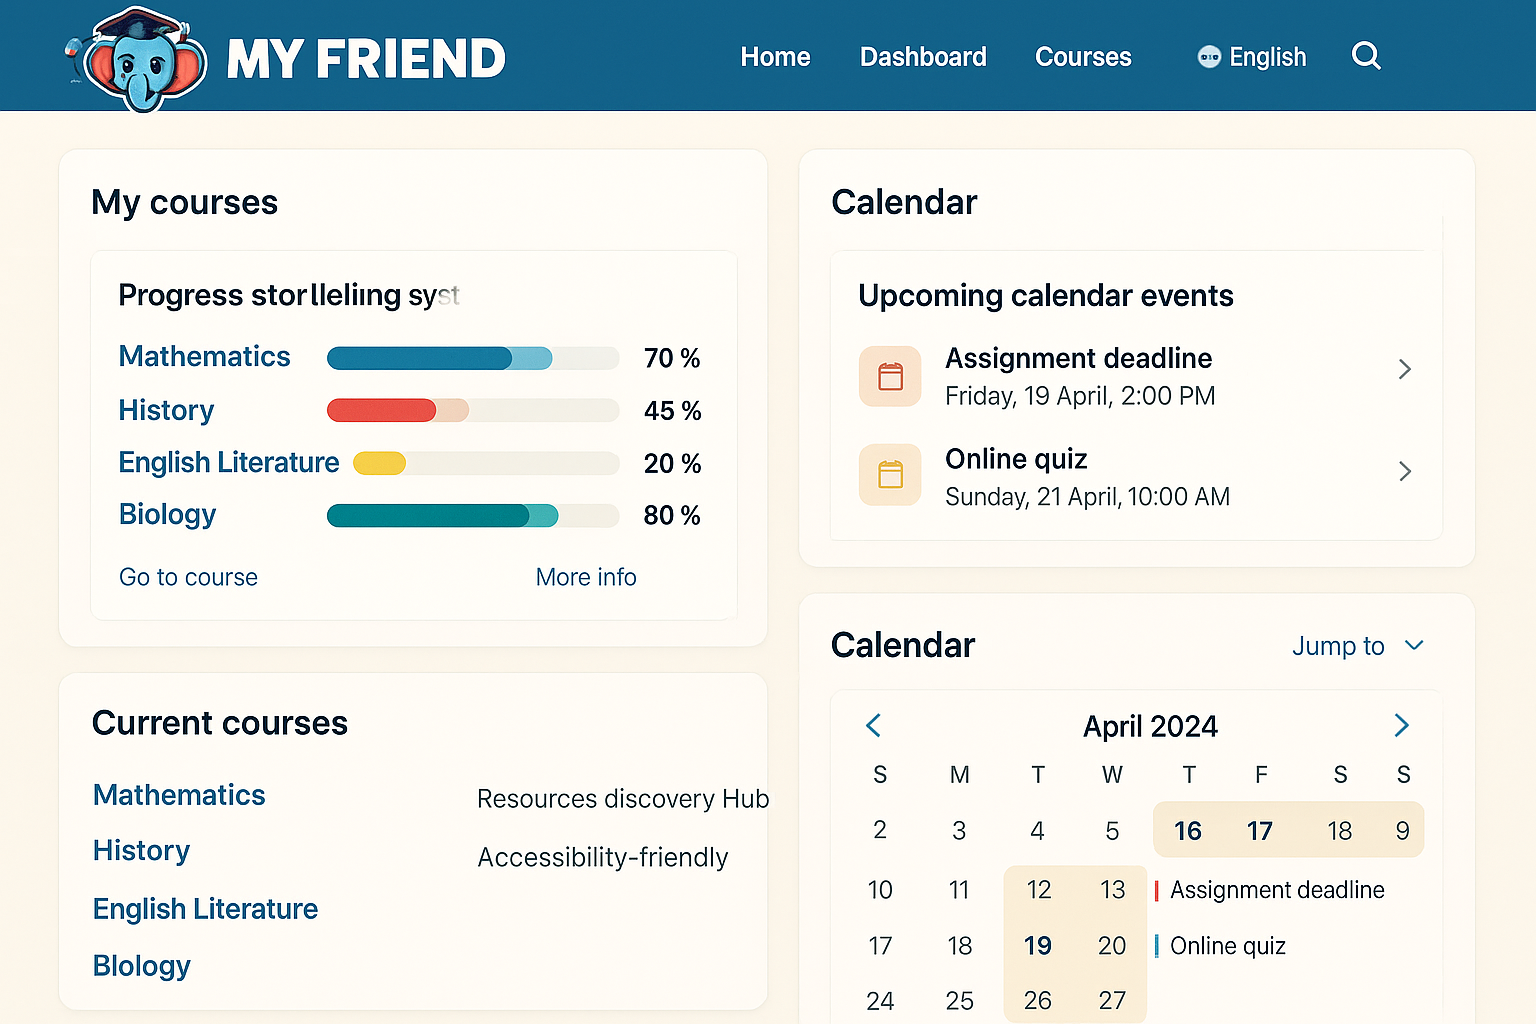 MY FRIEND
Home Dashboard Courses English
My courses
Progress storlleliıng syst
Mathematics 70 %
History 45 %
English Literature 20 %
Biology 80 %
Go to course More info
Current courses
Mathematics
History
English Literature
Blology
Resources discovery Hub
Accessibility-friendly
Calendar
Upcoming calendar events
Assignment deadline
Friday, 19 April, 2:00 PM
Online quiz
Sunday, 21 April, 10:00 AM
Calendar Jump to
April 2024
S M T W T F S S
2 3 4 5 16 17 18 9
10 11 12 13 Assignment deadline
17 18 19 20 Online quiz
24 25 26 27